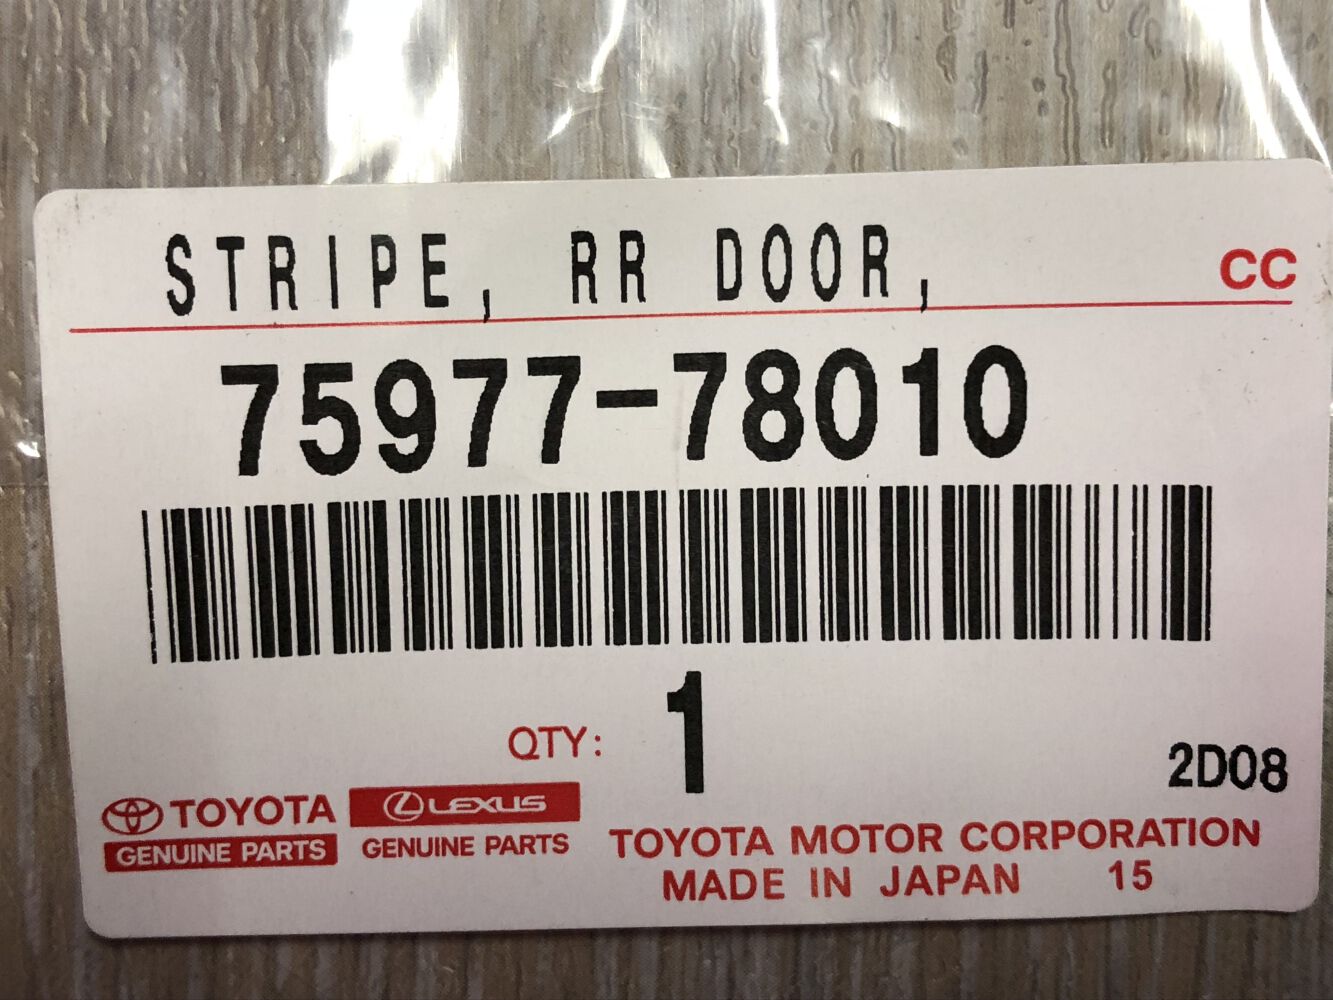 STRIPE, RR DOOR,
CC
75977-78010
QTY: 1
2D08
TOYOTA
GENUINE PARTS
LEXUS
GENUINE PARTS
TOYOTA MOTOR CORPORATION
MADE IN JAPAN 15